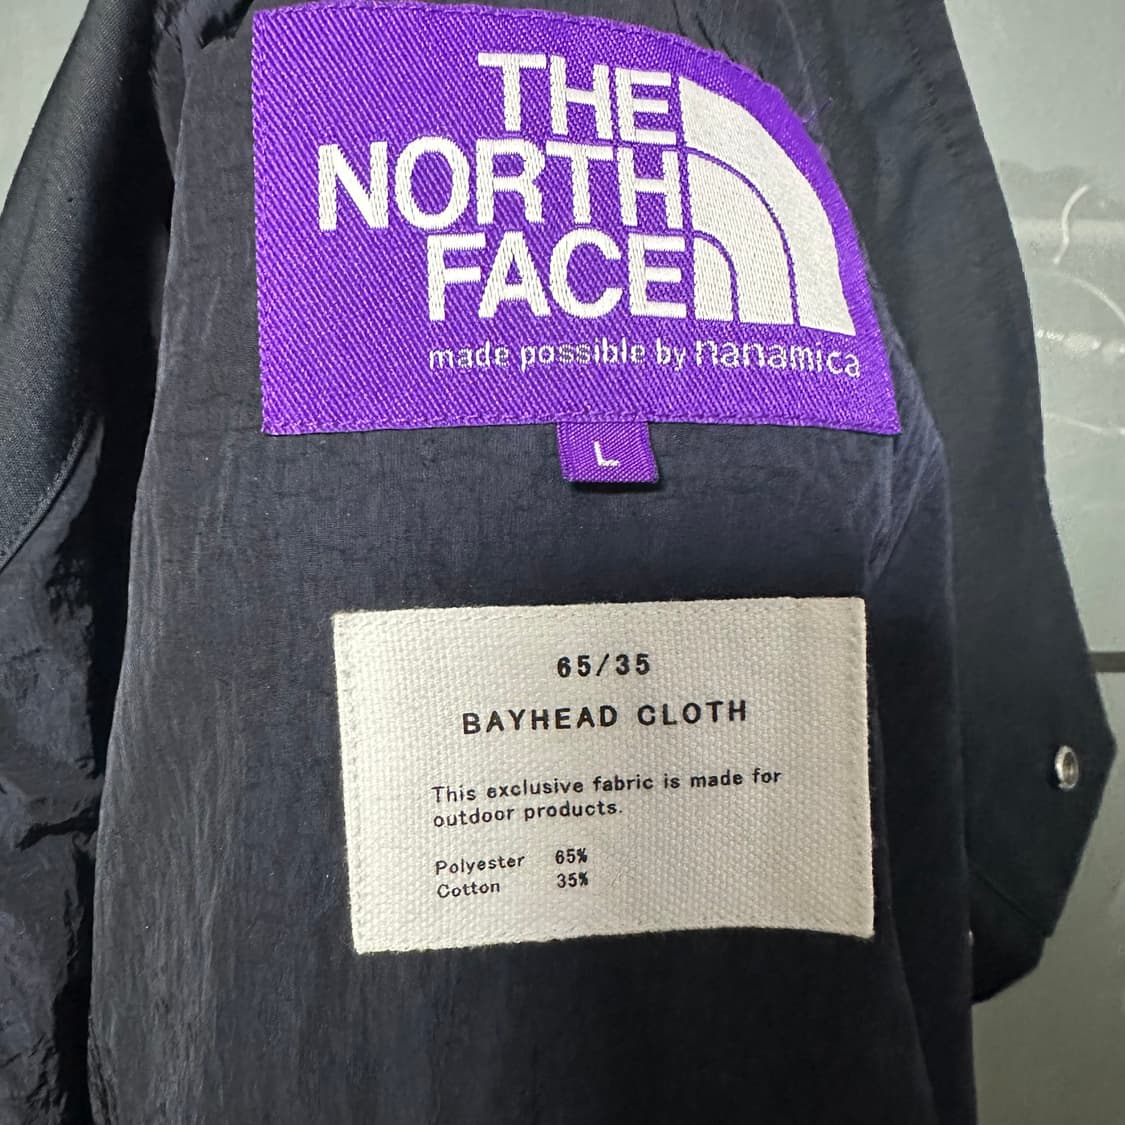 THE
NORTH
FACE
made possible by nanamica
L
65/35
BAYHEAD CLOTH
This exclusive fabric is made for
outdoor products.
Polyester 65%
Cotton 35%